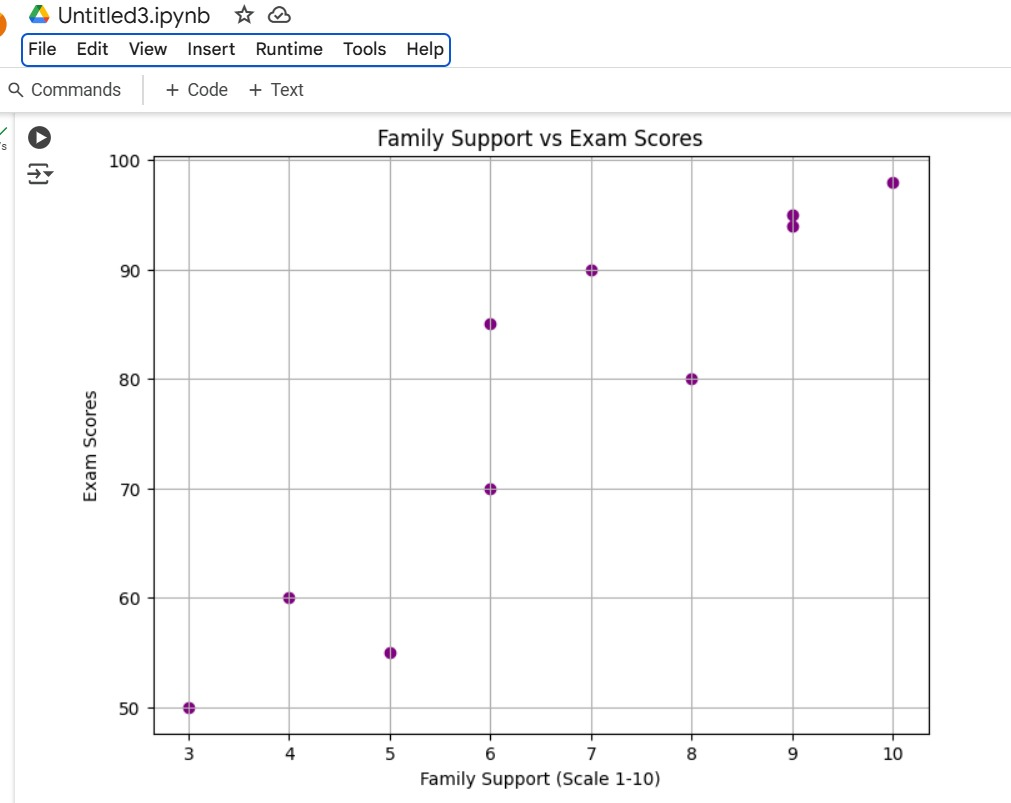 Untitled3.ipynb
File Edit View Insert Runtime Tools Help
Commands + Code + Text
Family Support vs Exam Scores
100
90
80
70
60
50
Exam Scores
3 4 5 6 7 8 9 10
Family Support (Scale 1-10)